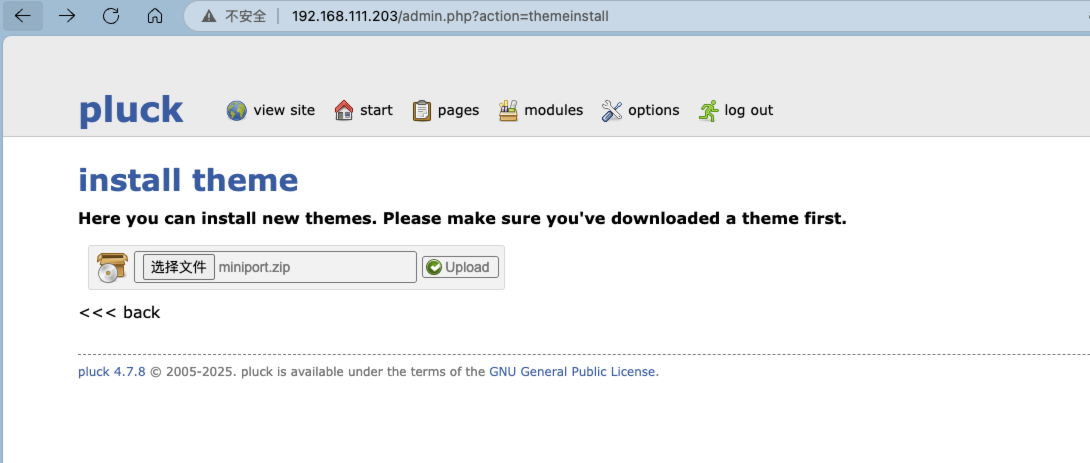 不安全 | 192.168.111.203/admin.php?action=themeinstall
pluck view site start pages modules options log out
install theme
Here you can install new themes. Please make sure you've downloaded a theme first.
选择文件 miniport.zip Upload
<<< back
pluck 4.7.8 © 2005-2025. pluck is available under the terms of the GNU General Public License.